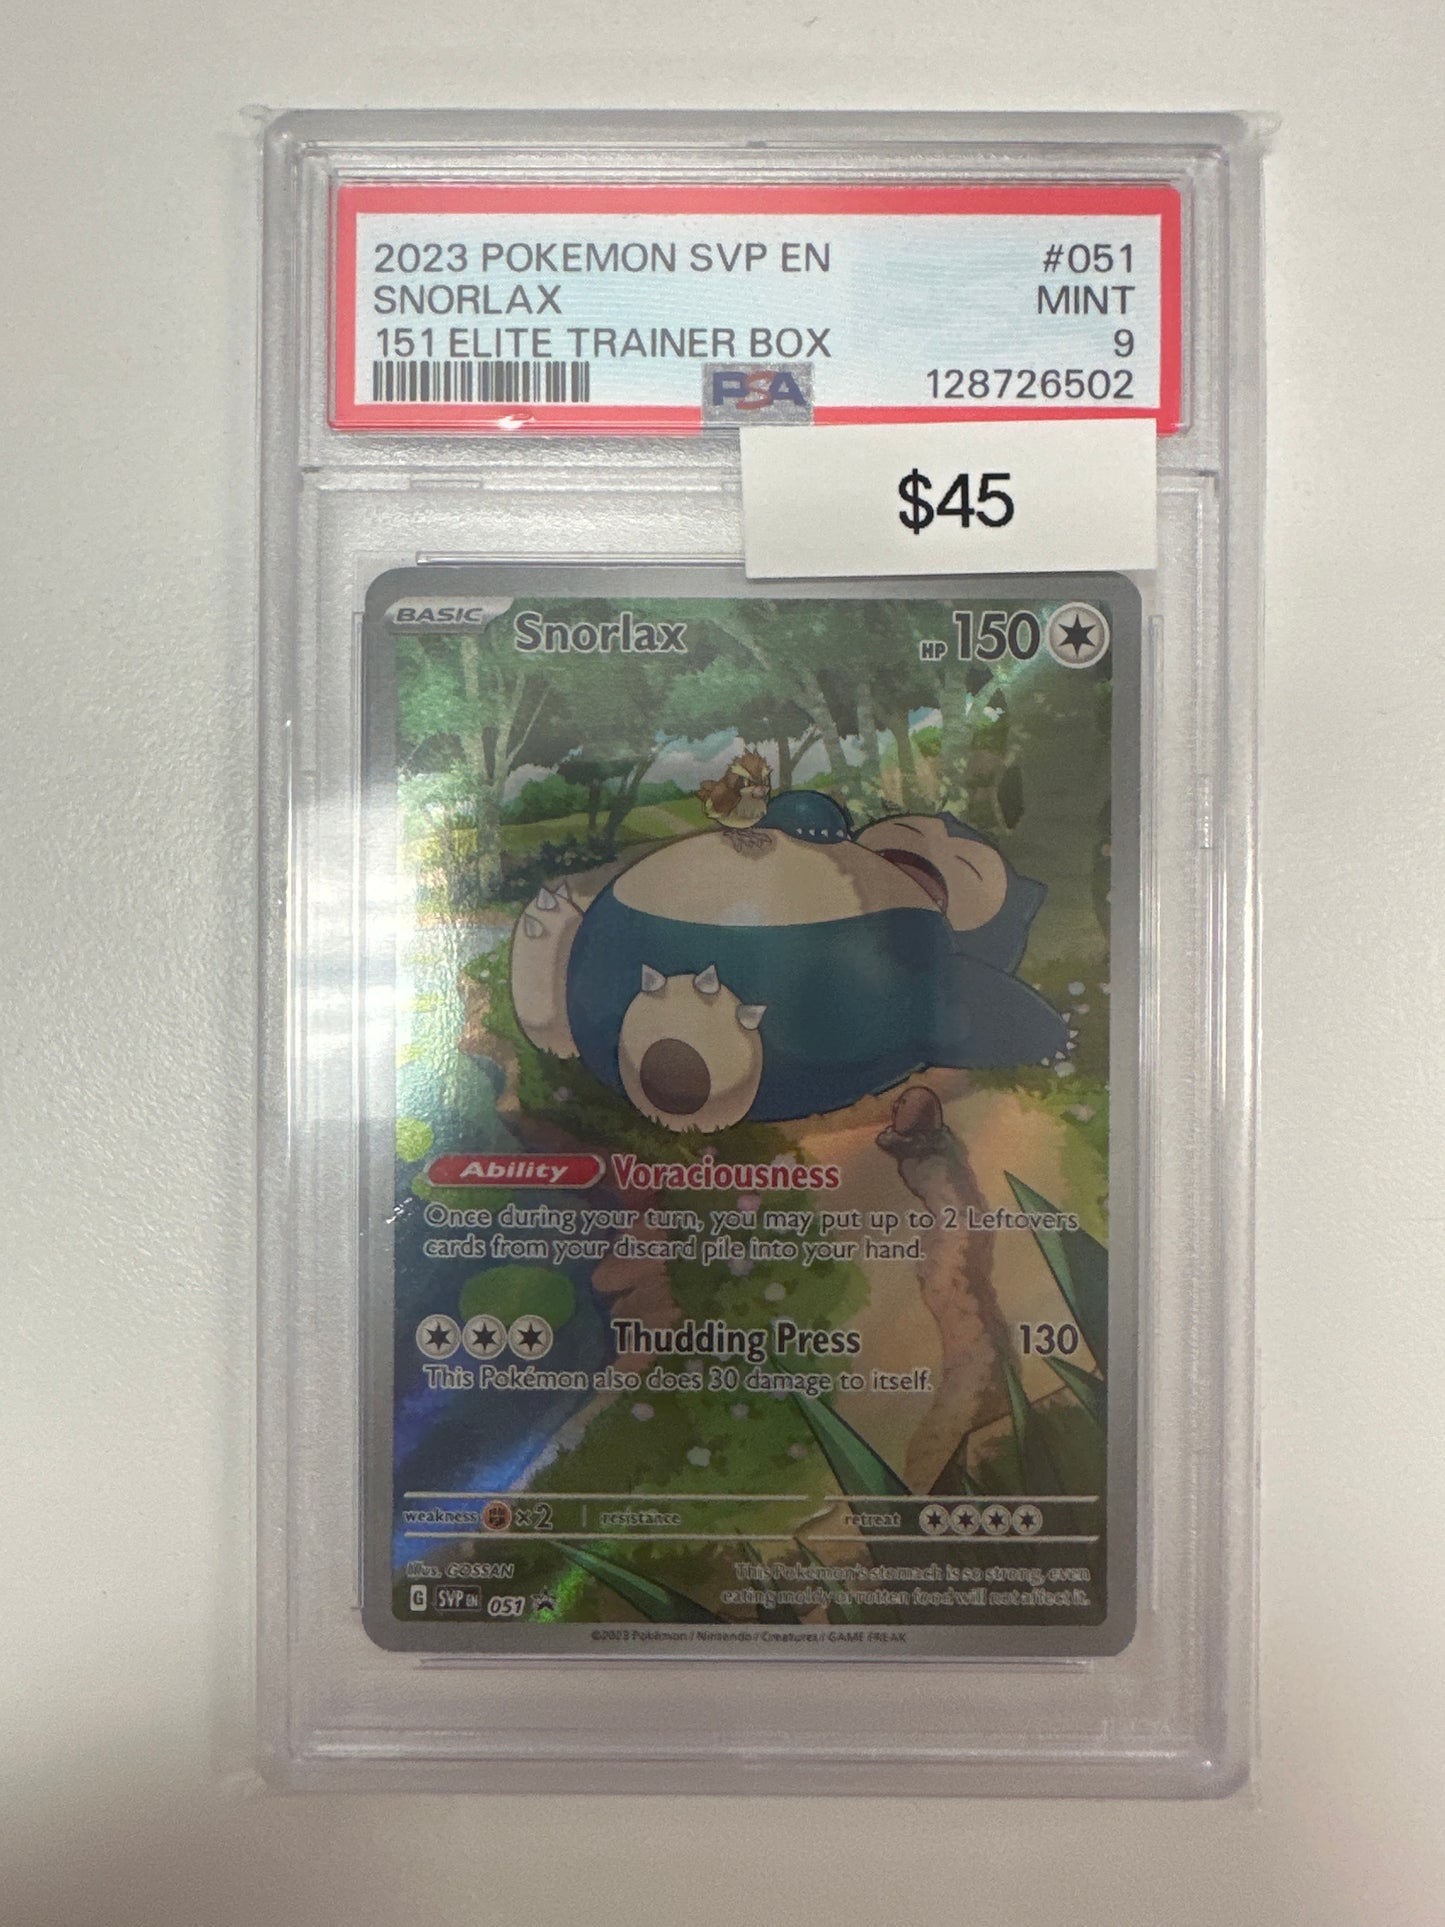 2023 POKEMON SVP EN #051
SNORLAX MINT
151 ELITE TRAINER BOX 9
PSA 128726502
$45
BASIC Snorlax HP 150
Ability Voraciousness
Once during your turn, you may put up to 2 Leftovers
cards from your discard pile into your hand.
Thudding Press 130
This Pokémon also does 30 damage to itself.
weakness ×2 resistance retreat
Illus. GOSSAN
This Pokémon's stomach is so strong, even
eating moldy or rotten food will not affect it.
G SVP EN 051
©2023 Pokémon / Nintendo / Creatures / GAME FREAK